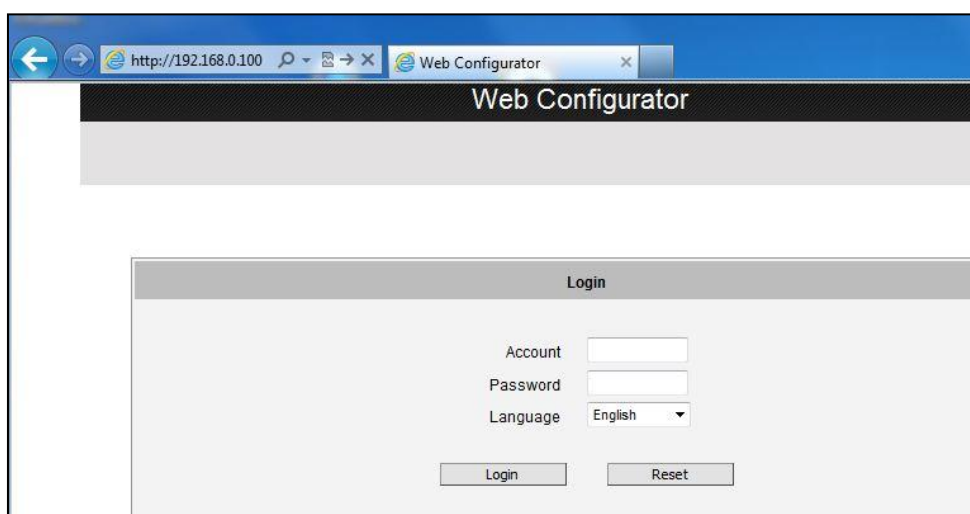 http://192.168.0.100
Web Configurator
Web Configurator
Login
Account
Password
Language English
Login Reset